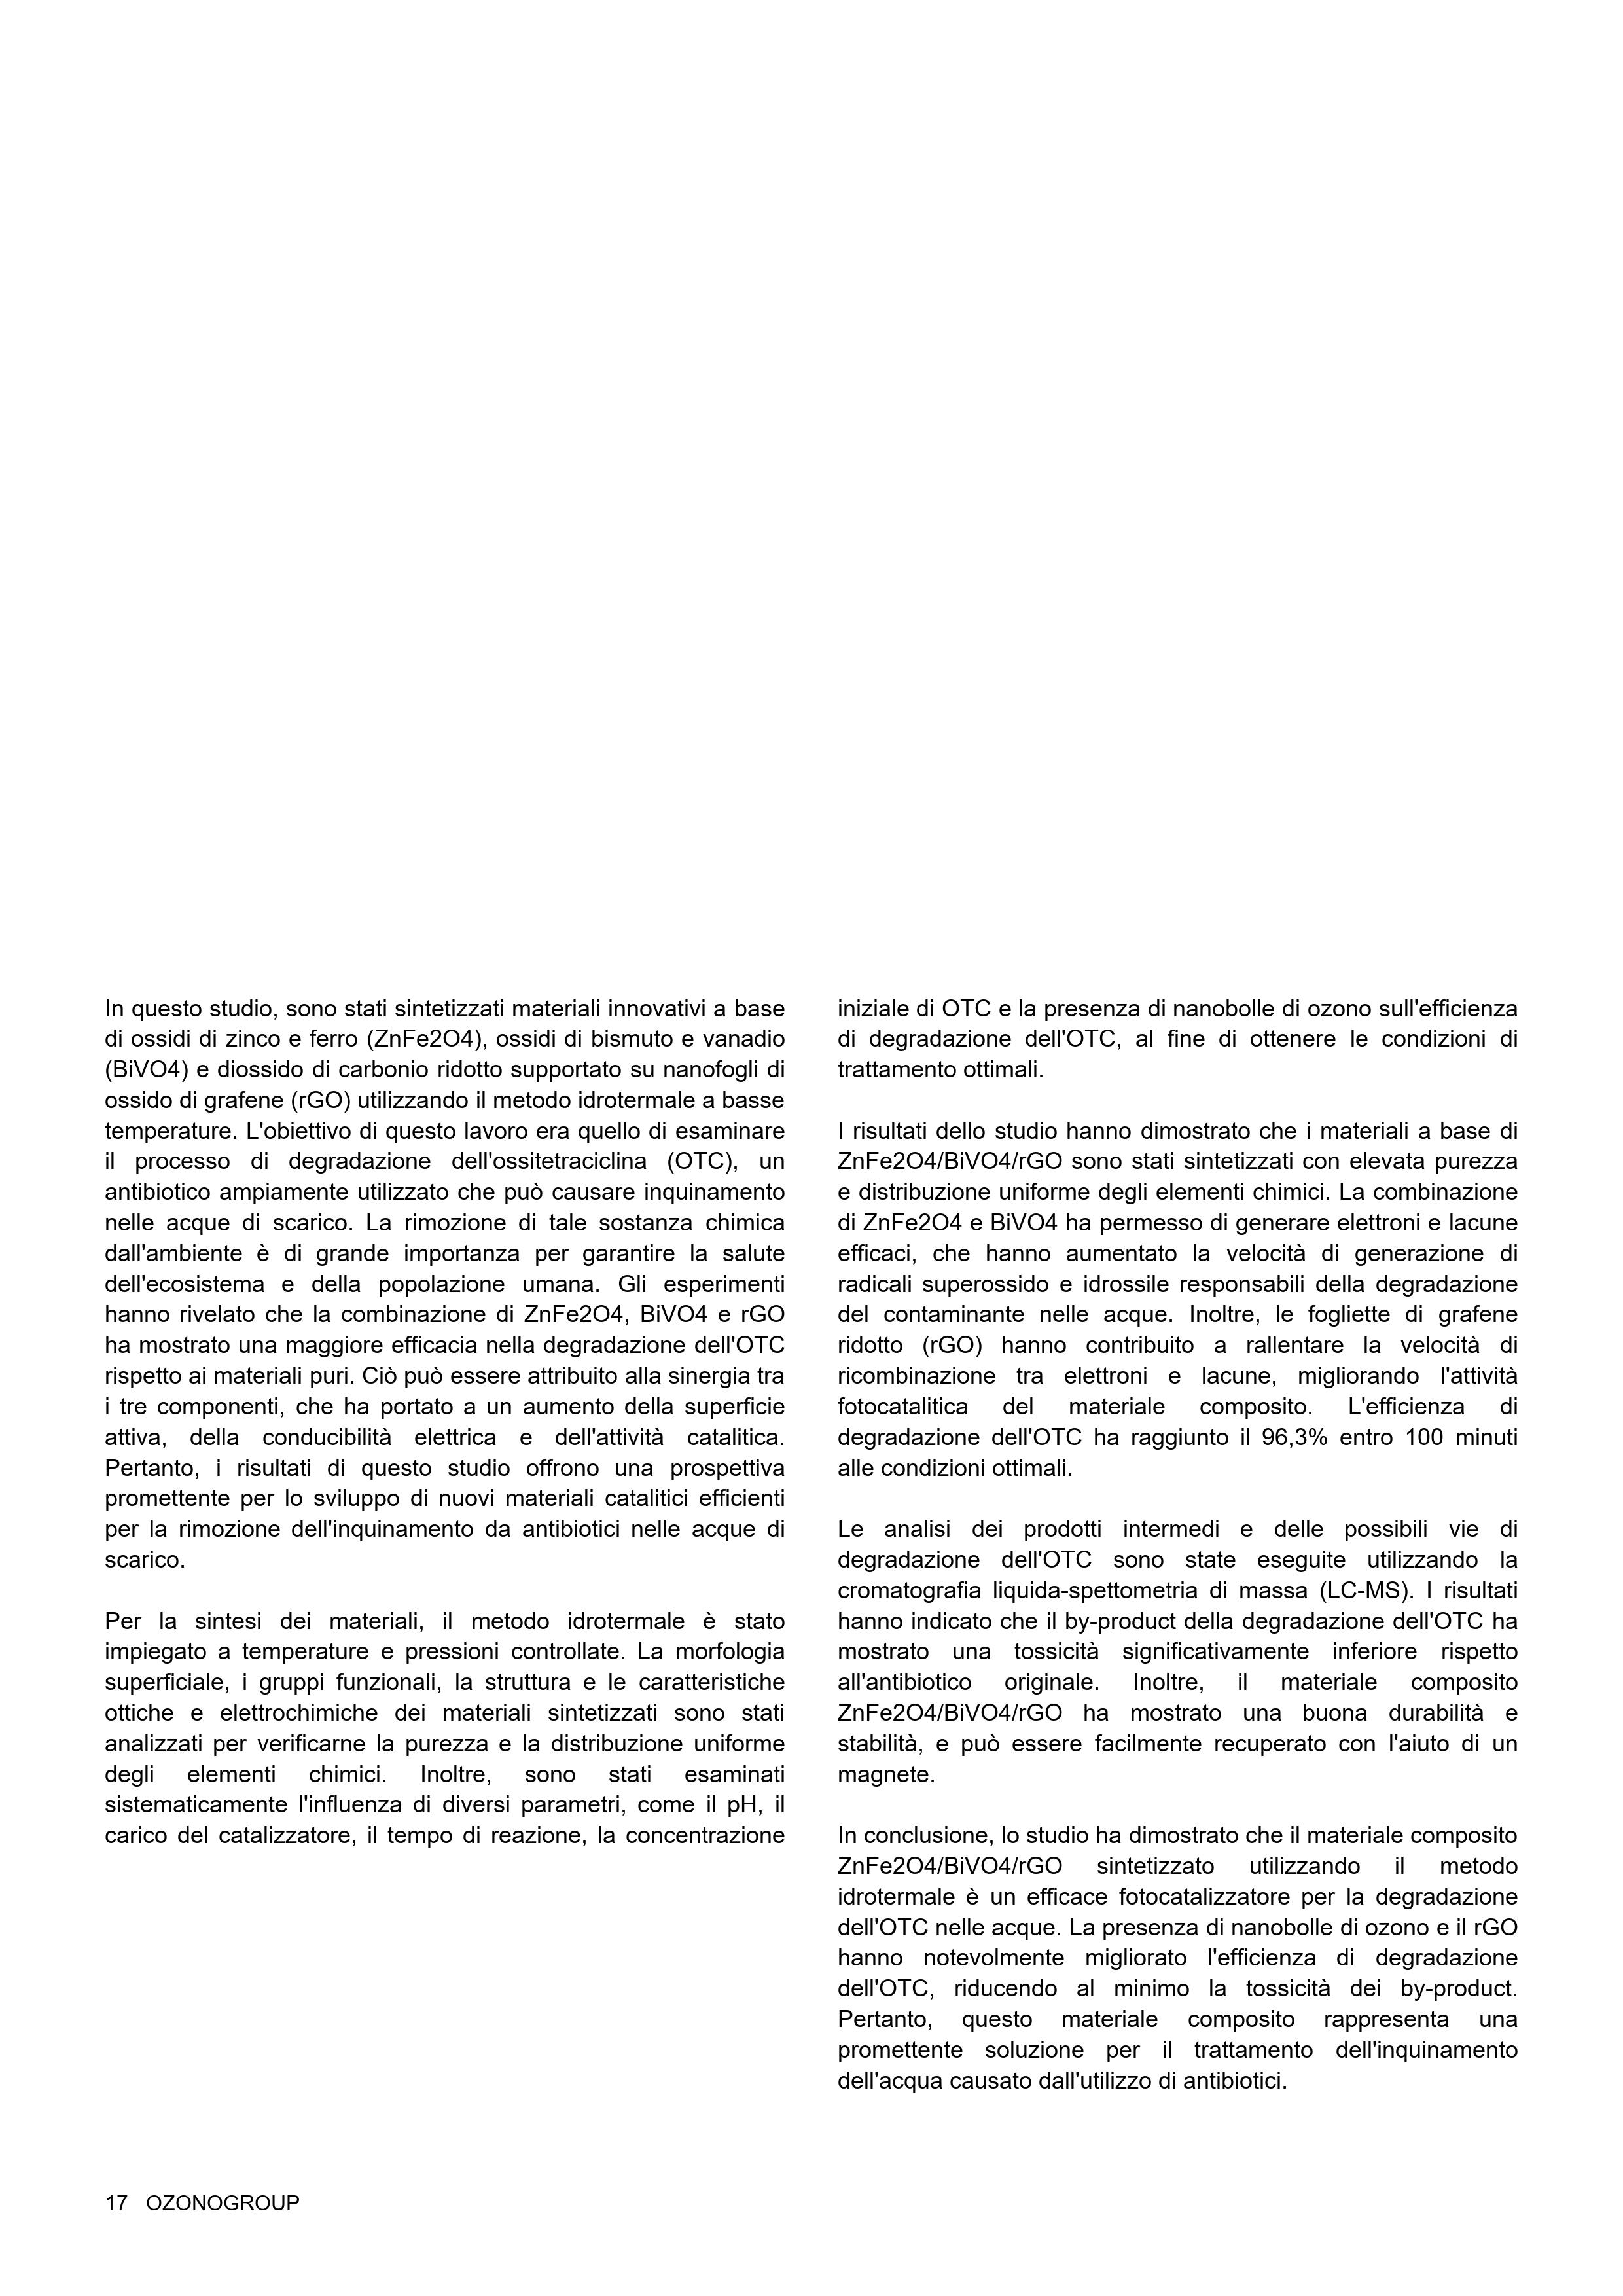 In questo studio, sono stati sintetizzati materiali innovativi a base
di ossidi di zinco e ferro (ZnFe2O4), ossidi di bismuto e vanadio
(BiVO4) e diossido di carbonio ridotto supportato su nanofogli di
ossido di grafene (rGO) utilizzando il metodo idrotermale a basse
temperature. L'obiettivo di questo lavoro era quello di esaminare
il processo di degradazione dell'ossitetraciclina (OTC), un
antibiotico ampiamente utilizzato che può causare inquinamento
nelle acque di scarico. La rimozione di tale sostanza chimica
dall'ambiente è di grande importanza per garantire la salute
dell'ecosistema e della popolazione umana. Gli esperimenti
hanno rivelato che la combinazione di ZnFe2O4, BiVO4 e rGO
ha mostrato una maggiore efficacia nella degradazione dell'OTC
rispetto ai materiali puri. Ciò può essere attribuito alla sinergia tra
i tre componenti, che ha portato a un aumento della superficie
attiva, della conducibilità elettrica e dell'attività catalitica.
Pertanto, i risultati di questo studio offrono una prospettiva
promettente per lo sviluppo di nuovi materiali catalitici efficienti
per la rimozione dell'inquinamento da antibiotici nelle acque di
scarico.
Per la sintesi dei materiali, il metodo idrotermale è stato
impiegato a temperature e pressioni controllate. La morfologia
superficiale, i gruppi funzionali, la struttura e le caratteristiche
ottiche e elettrochimiche dei materiali sintetizzati sono stati
analizzati per verificarne la purezza e la distribuzione uniforme
degli elementi chimici. Inoltre, sono stati esaminati
sistematicamente l'influenza di diversi parametri, come il pH, il
carico del catalizzatore, il tempo di reazione, la concentrazione
iniziale di OTC e la presenza di nanobolle di ozono sull'efficienza
di degradazione dell'OTC, al fine di ottenere le condizioni di
trattamento ottimali.
I risultati dello studio hanno dimostrato che i materiali a base di
ZnFe2O4/BiVO4/rGO sono stati sintetizzati con elevata purezza
e distribuzione uniforme degli elementi chimici. La combinazione
di ZnFe2O4 e BiVO4 ha permesso di generare elettroni e lacune
efficaci, che hanno aumentato la velocità di generazione di
radicali superossido e idrossile responsabili della degradazione
del contaminante nelle acque. Inoltre, le fogliette di grafene
ridotto (rGO) hanno contribuito a rallentare la velocità di
ricombinazione tra elettroni e lacune, migliorando l'attività
fotocatalitica del materiale composito. L'efficienza di
degradazione dell'OTC ha raggiunto il 96,3% entro 100 minuti
alle condizioni ottimali.
Le analisi dei prodotti intermedi e delle possibili vie di
degradazione dell'OTC sono state eseguite utilizzando la
cromatografia liquida-spettometria di massa (LC-MS). I risultati
hanno indicato che il by-product della degradazione dell'OTC ha
mostrato una tossicità significativamente inferiore rispetto
all'antibiotico originale. Inoltre, il materiale composito
ZnFe2O4/BiVO4/rGO ha mostrato una buona durabilità e
stabilità, e può essere facilmente recuperato con l'aiuto di un
magnete.
In conclusione, lo studio ha dimostrato che il materiale composito
ZnFe2O4/BiVO4/rGO sintetizzato utilizzando il metodo
idrotermale è un efficace fotocatalizzatore per la degradazione
dell'OTC nelle acque. La presenza di nanobolle di ozono e il rGO
hanno notevolmente migliorato l'efficienza di degradazione
dell'OTC, riducendo al minimo la tossicità dei by-product.
Pertanto, questo materiale composito rappresenta una
promettente soluzione per il trattamento dell'inquinamento
dell'acqua causato dall'utilizzo di antibiotici.
17 OZONOGROUP